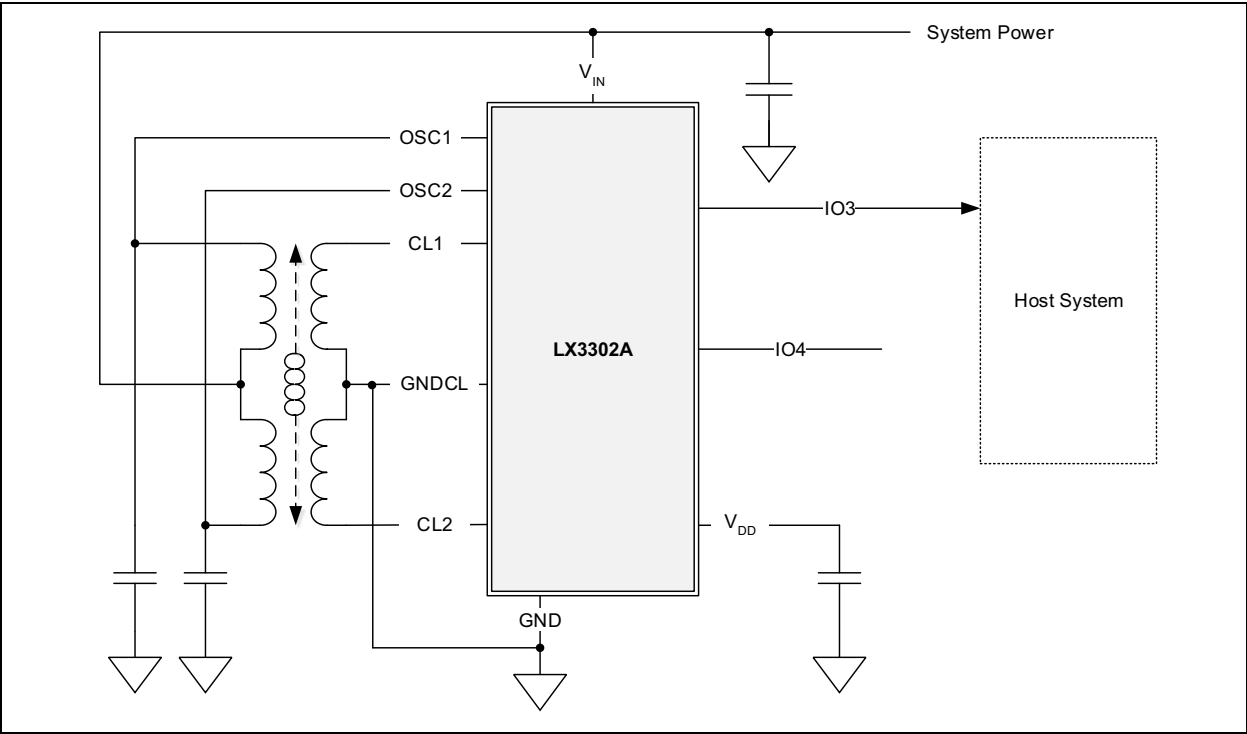 System Power
VIN
OSC1
OSC2
IO3
CL1
Host System
LX3302A
IO4
GNDCL
CL2
VDD
GND